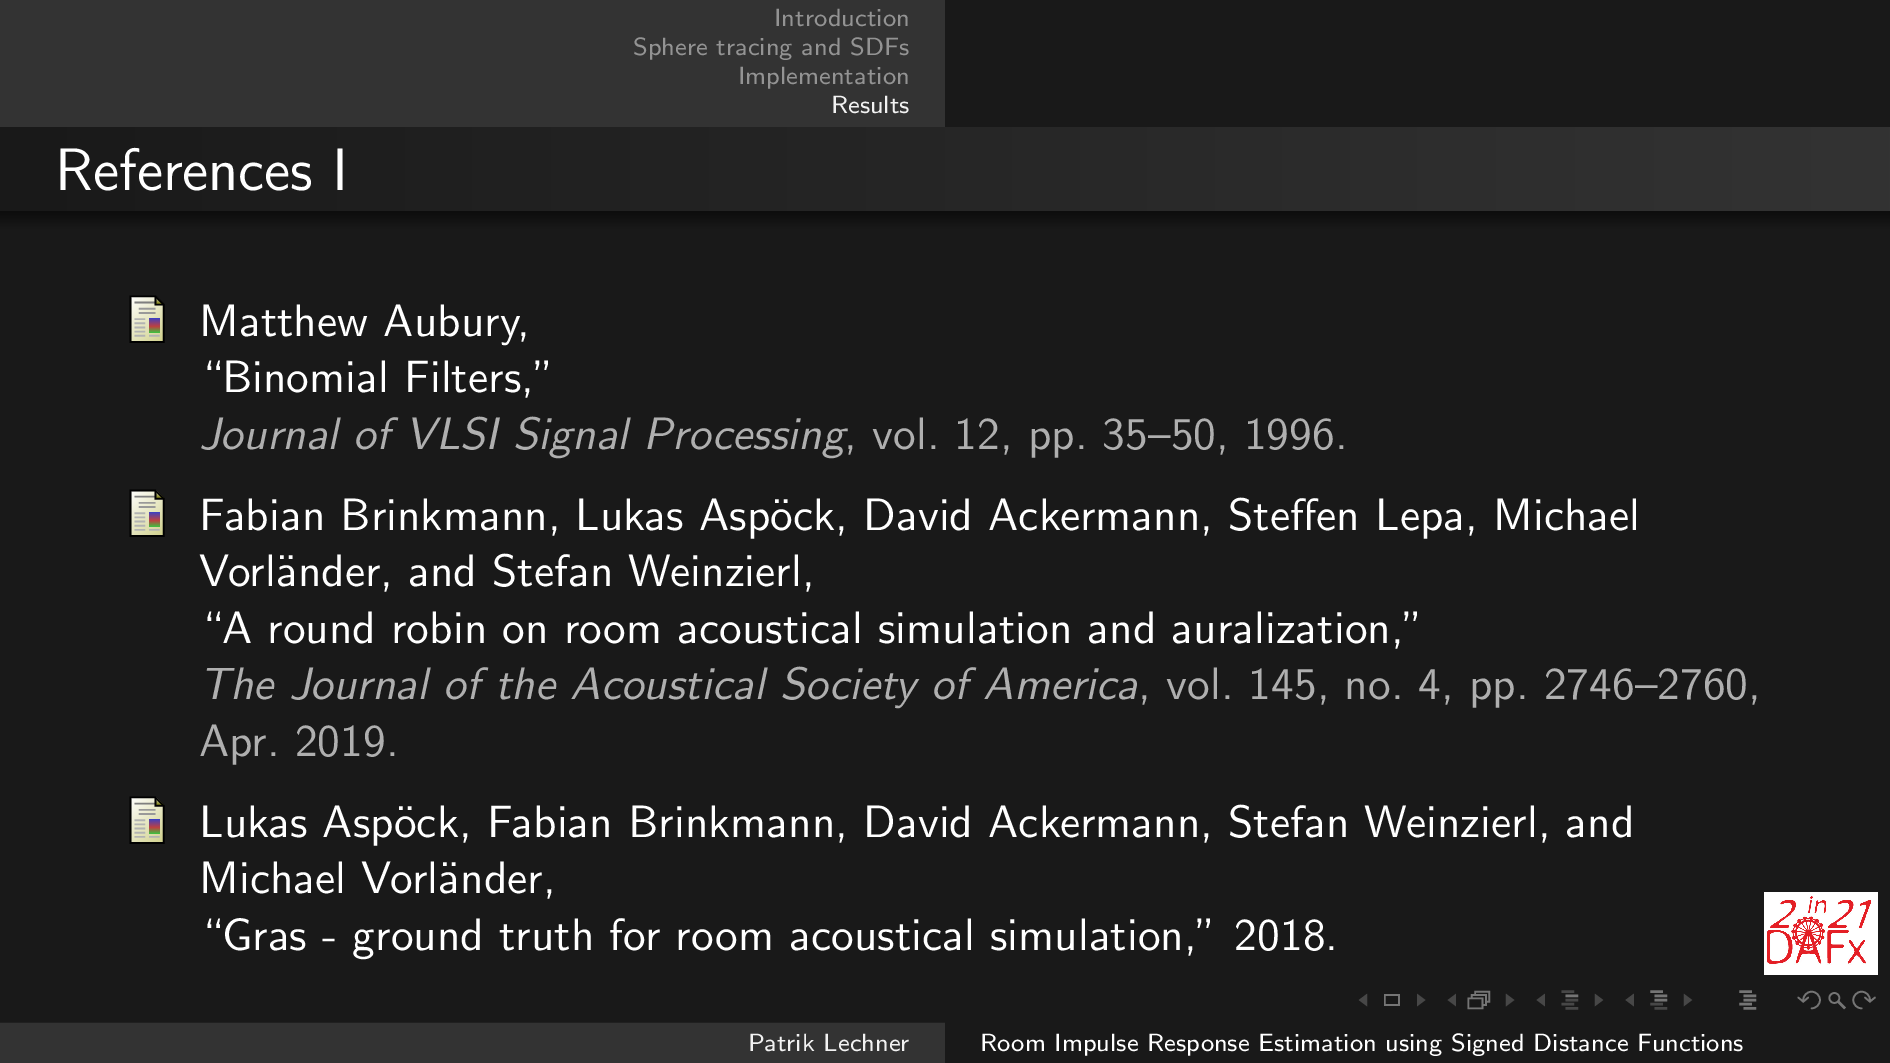 Introduction
Sphere tracing and SDFs
Implementation
Results
References I
Matthew Aubury,
“Binomial Filters,”
Journal of VLSI Signal Processing, vol. 12, pp. 35–50, 1996.
Fabian Brinkmann, Lukas Aspöck, David Ackermann, Steffen Lepa, Michael
Vorländer, and Stefan Weinzierl,
“A round robin on room acoustical simulation and auralization,”
The Journal of the Acoustical Society of America, vol. 145, no. 4, pp. 2746–2760,
Apr. 2019.
Lukas Aspöck, Fabian Brinkmann, David Ackermann, Stefan Weinzierl, and
Michael Vorländer,
“Gras - ground truth for room acoustical simulation,” 2018.
2 in 21
DAFx
Patrik Lechner
Room Impulse Response Estimation using Signed Distance Functions